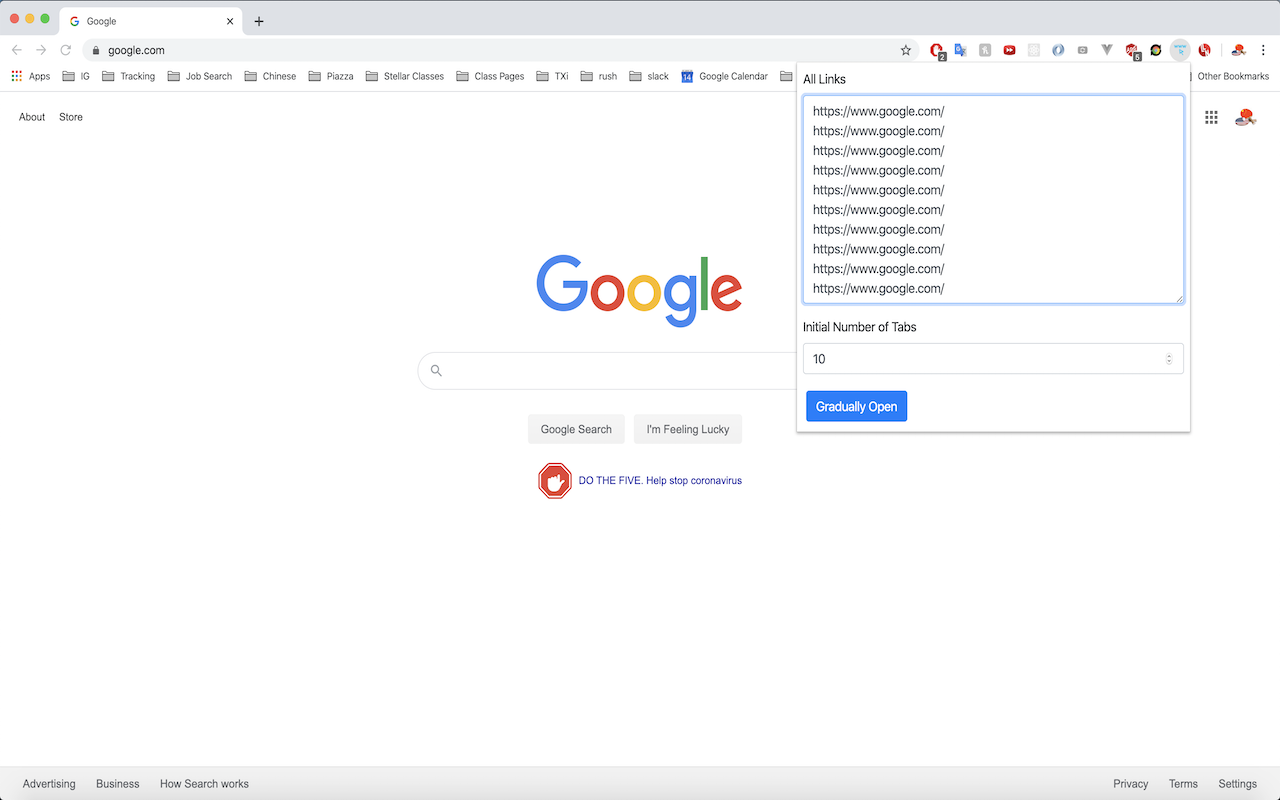 Google
google.com
2
5
Apps IG Tracking Job Search Chinese Piazza Stellar Classes Class Pages TXi rush slack 14 Google Calendar Other Bookmarks
About Store
All Links
https://www.google.com/
https://www.google.com/
https://www.google.com/
https://www.google.com/
https://www.google.com/
https://www.google.com/
https://www.google.com/
https://www.google.com/
https://www.google.com/
https://www.google.com/
Initial Number of Tabs
10
Gradually Open
Google
Google Search I'm Feeling Lucky
DO THE FIVE. Help stop coronavirus
Advertising Business How Search works Privacy Terms Settings